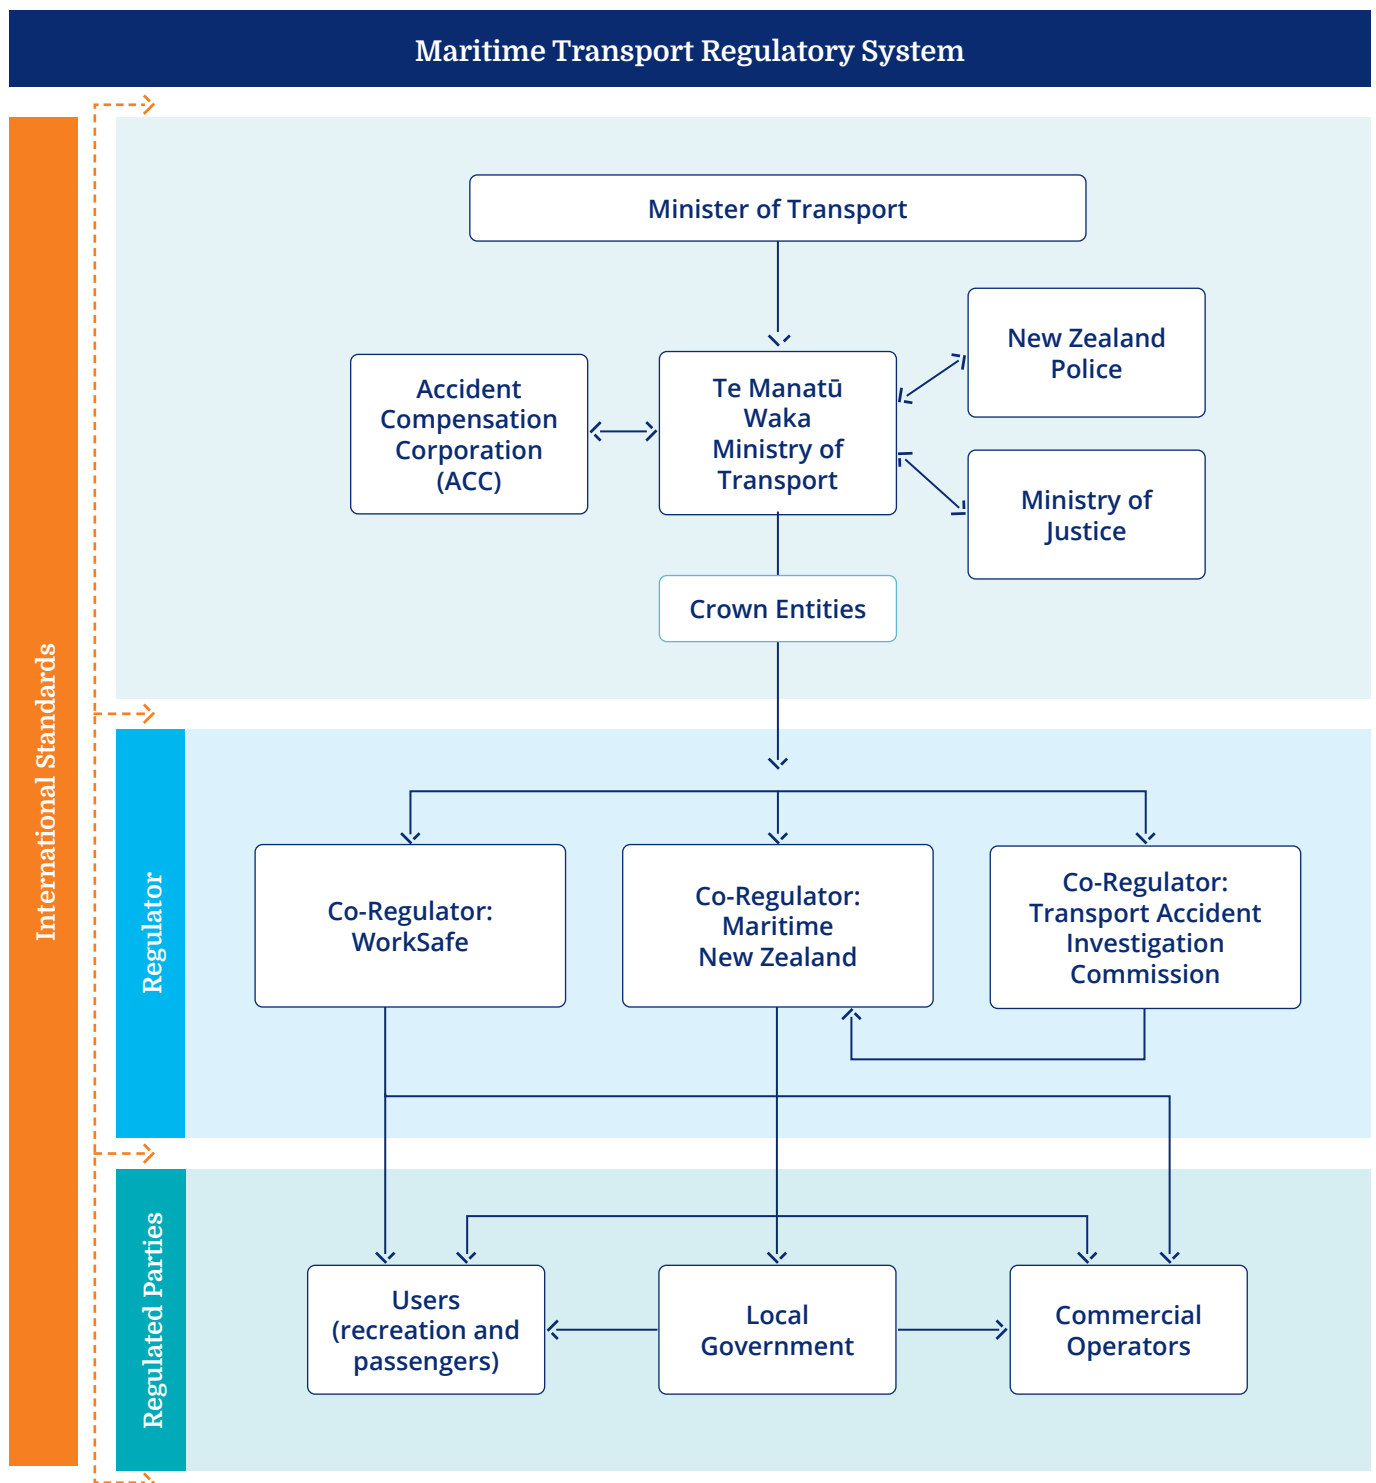 Maritime Transport Regulatory System
International Standards
Minister of Transport
New Zealand
Police
Accident
Compensation
Corporation
(ACC)
Te Manatū
Waka
Ministry of
Transport
Ministry of
Justice
Crown Entities
Regulator
Co-Regulator:
WorkSafe
Co-Regulator:
Maritime
New Zealand
Co-Regulator:
Transport Accident
Investigation
Commission
Regulated Parties
Users
(recreation and
passengers)
Local
Government
Commercial
Operators